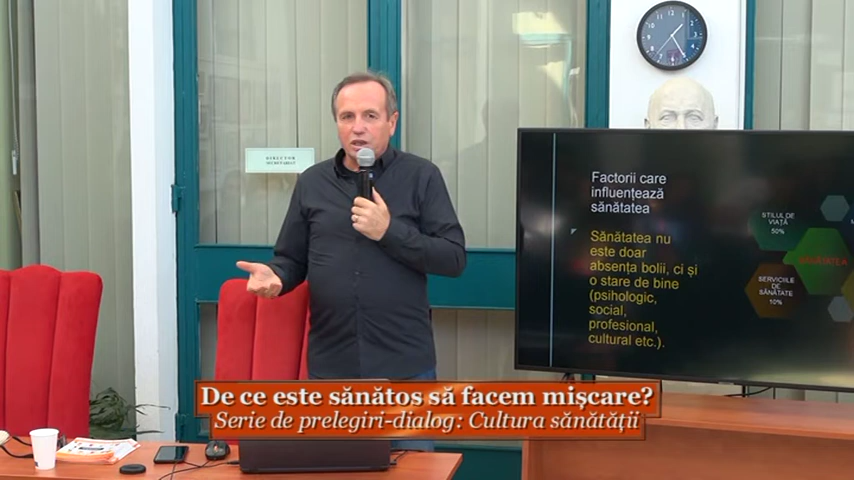 DIRECTOR
SECRETARIAT
Factorii care
influențează
sănătatea
Sănătatea nu
este doar
absența bolii, ci și
o stare de bine
(psihologic,
social,
profesional,
cultural etc.).
STILUL DE
VIAȚĂ
50%
SĂNĂTATEA
SERVICIILE
DE
SĂNĂTATE
10%
De ce este sănătos să facem mișcare?
Serie de prelegiri-dialog: Cultura sănătății